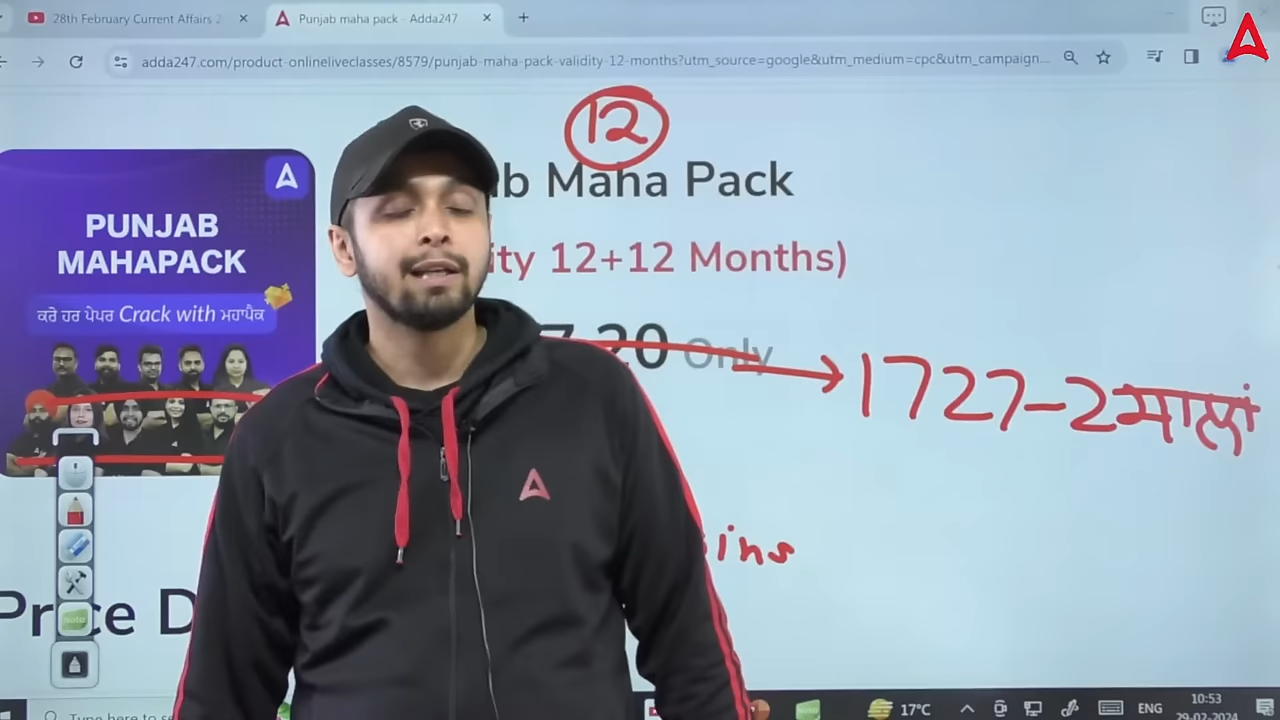 28th February Current Affairs 2
Punjab maha pack - Adda247
adda247.com/product-onlineliveclasses/8579/punjab-maha-pack-validity-12-months?utm_source=google&utm_medium=cpc&utm_campaign...
12
ab Maha Pack
PUNJAB
MAHAPACK
ਕਰੋ ਹਰ ਪੇਪਰ Crack with ਮਹਾਪੈਕ
ity 12+12 Months)
7.20 Only
1727-2ਸਾਲਾਂ
ins
Price D
note
Type here to se
17°C
ENG
10:53
29-02-2024